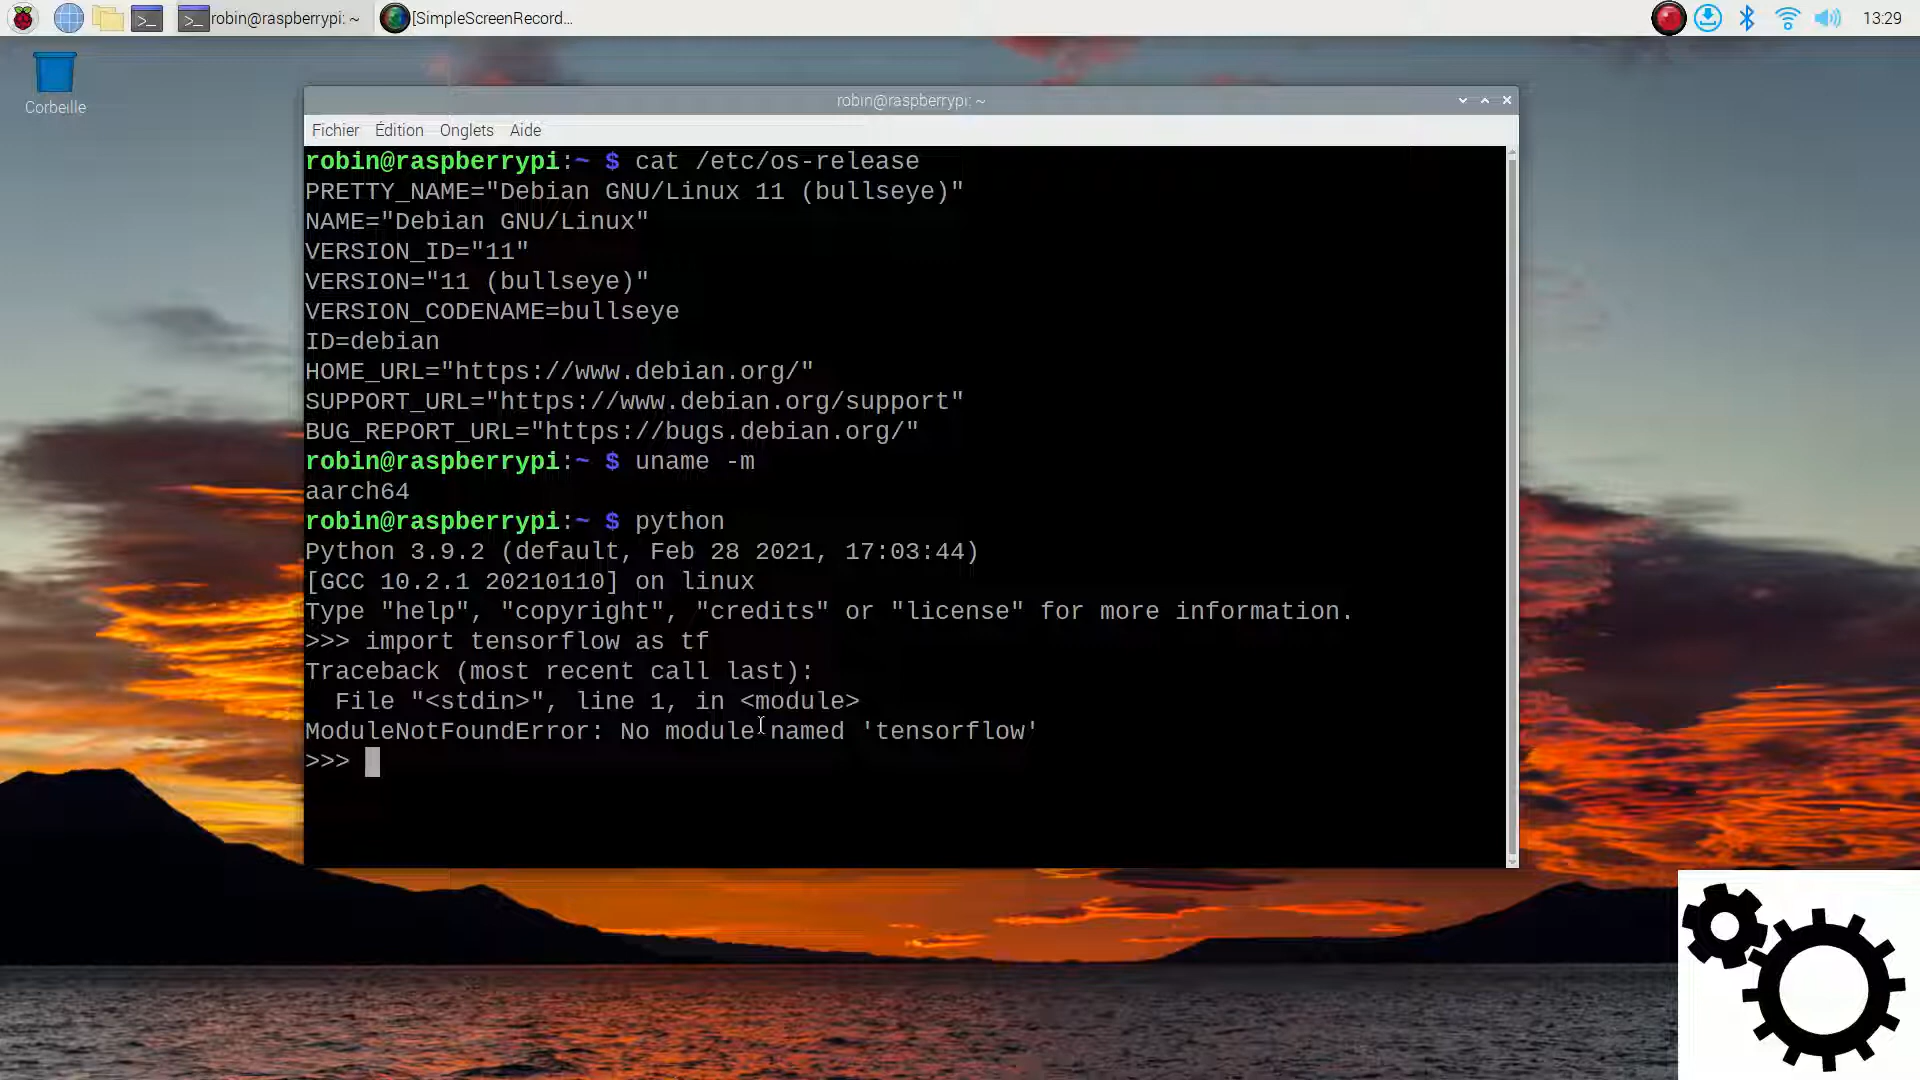 robin@raspberrypi: ~
[SimpleScreenRecord...
13:29
Corbeille
robin@raspberrypi: ~
Fichier Édition Onglets Aide
robin@raspberrypi:~ $ cat /etc/os-release
PRETTY_NAME="Debian GNU/Linux 11 (bullseye)"
NAME="Debian GNU/Linux"
VERSION_ID="11"
VERSION="11 (bullseye)"
VERSION_CODENAME=bullseye
ID=debian
HOME_URL="https://www.debian.org/"
SUPPORT_URL="https://www.debian.org/support"
BUG_REPORT_URL="https://bugs.debian.org/"
robin@raspberrypi:~ $ uname -m
aarch64
robin@raspberrypi:~ $ python
Python 3.9.2 (default, Feb 28 2021, 17:03:44)
[GCC 10.2.1 20210110] on linux
Type "help", "copyright", "credits" or "license" for more information.
>>> import tensorflow as tf
Traceback (most recent call last):
  File "<stdin>", line 1, in <module>
ModuleNotFoundError: No module named 'tensorflow'
>>>